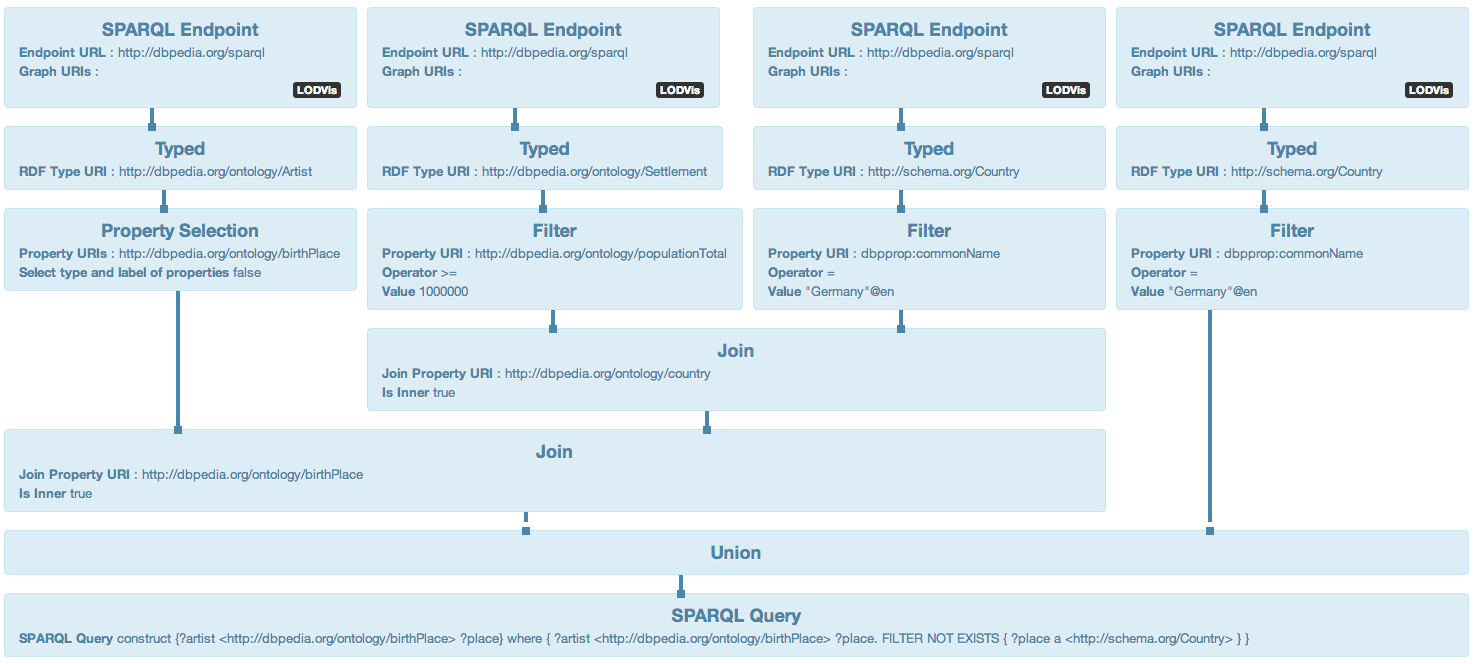 SPARQL Endpoint
Endpoint URL : http://dbpedia.org/sparql
Graph URIs :
LODVis
SPARQL Endpoint
Endpoint URL : http://dbpedia.org/sparql
Graph URIs :
LODVis
SPARQL Endpoint
Endpoint URL : http://dbpedia.org/sparql
Graph URIs :
LODVis
SPARQL Endpoint
Endpoint URL : http://dbpedia.org/sparql
Graph URIs :
LODVis
Typed
RDF Type URI : http://dbpedia.org/ontology/Artist
Typed
RDF Type URI : http://dbpedia.org/ontology/Settlement
Typed
RDF Type URI : http://schema.org/Country
Typed
RDF Type URI : http://schema.org/Country
Property Selection
Property URIs : http://dbpedia.org/ontology/birthPlace
Select type and label of properties false
Filter
Property URI : http://dbpedia.org/ontology/populationTotal
Operator >=
Value 1000000
Filter
Property URI : dbpprop:commonName
Operator =
Value "Germany"@en
Filter
Property URI : dbpprop:commonName
Operator =
Value "Germany"@en
Join
Join Property URI : http://dbpedia.org/ontology/country
Is Inner true
Join
Join Property URI : http://dbpedia.org/ontology/birthPlace
Is Inner true
Union
SPARQL Query
SPARQL Query construct {?artist <http://dbpedia.org/ontology/birthPlace> ?place} where { ?artist <http://dbpedia.org/ontology/birthPlace> ?place. FILTER NOT EXISTS { ?place a <http://schema.org/Country> } }